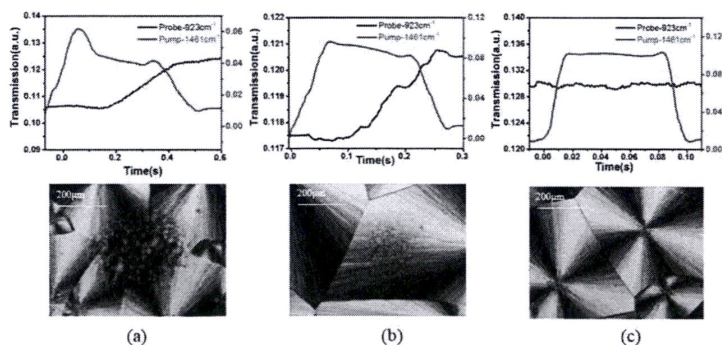 0.14 0.13 0.12 0.11 0.10 0.09
Transmission(a.u.)
Probe-923cm⁻¹
Pump-1461cm⁻¹
0.06 0.04 0.02 0.00
0.0 0.2 0.4 0.6
Time(s)
0.121 0.120 0.119 0.118 0.117
Transmission(a.u.)
Probe-923cm⁻¹
Pump-1461cm⁻¹
0.12 0.08 0.04 0.00
0.0 0.1 0.2 0.3
Time(s)
0.140 0.136 0.132 0.128 0.124 0.120
Transmission(a.u.)
Probe-923cm⁻¹
Pump-1461cm⁻¹
0.12 0.08 0.04 0.00
0.00 0.02 0.04 0.06 0.08 0.10
Time(s)
200μm
200μm
200μm
(a)
(b)
(c)